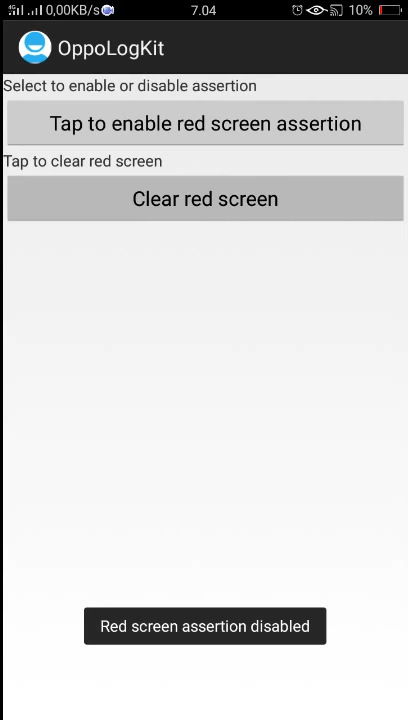 4G 0,00KB/s 7.04 10%
OppoLogKit
Select to enable or disable assertion
Tap to enable red screen assertion
Tap to clear red screen
Clear red screen
Red screen assertion disabled